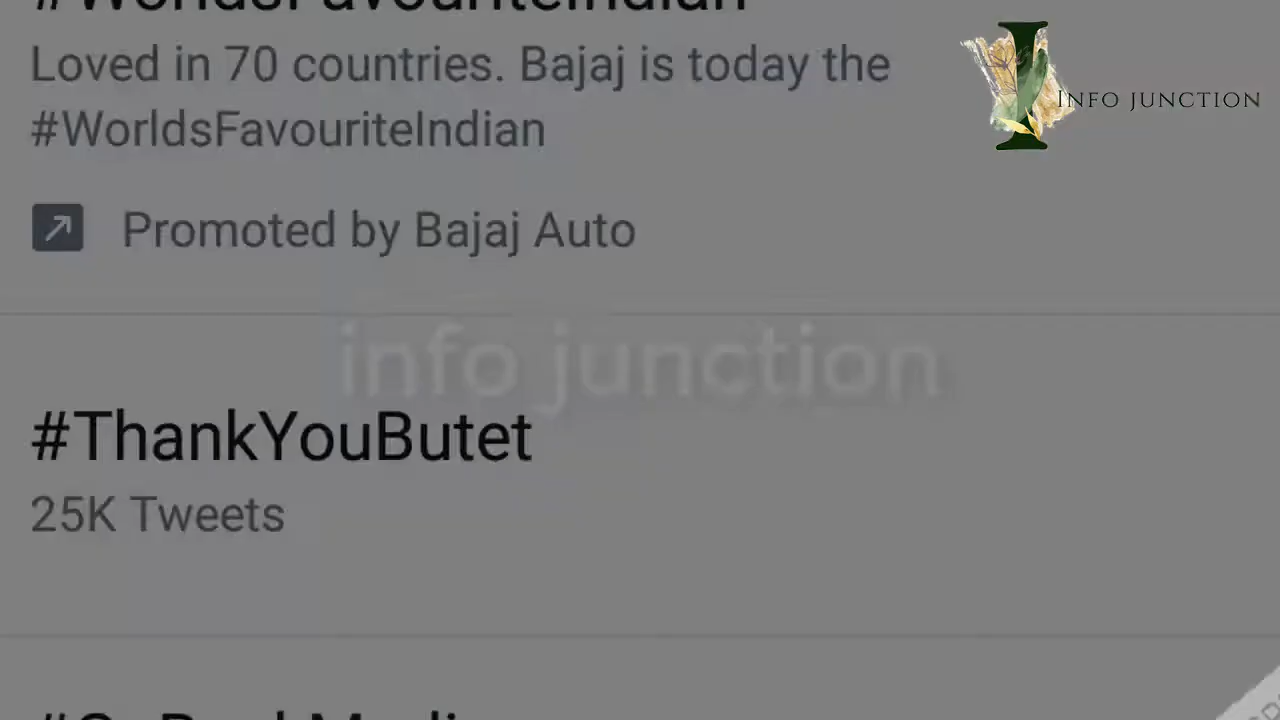 #WorldsFavouriteIndian
Loved in 70 countries. Bajaj is today the
#WorldsFavouriteIndian
INFO JUNCTION
Promoted by Bajaj Auto
info junction
#ThankYouButet
25K Tweets